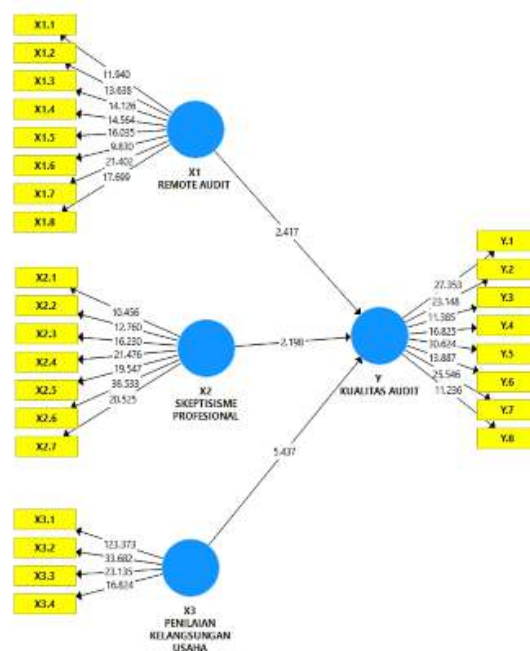 X1.1
X1.2
X1.3
X1.4
X1.5
X1.6
X1.7
X1.8
11.940
13.638
14.126
14.564
16.035
9.830
21.402
17.699
X1
REMOTE AUDIT
2.417
X2.1
X2.2
X2.3
X2.4
X2.5
X2.6
X2.7
10.456
12.760
16.230
21.476
19.547
36.533
20.525
X2
SKEPTISISME
PROFESIONAL
2.198
X3.1
X3.2
X3.3
X3.4
123.373
33.682
23.135
16.824
X3
PENILAIAN
KELANGSUNGAN
USAHA
5.437
Y
KUALITAS AUDIT
27.353
23.148
11.385
16.825
30.624
13.887
25.546
11.236
Y.1
Y.2
Y.3
Y.4
Y.5
Y.6
Y.7
Y.8